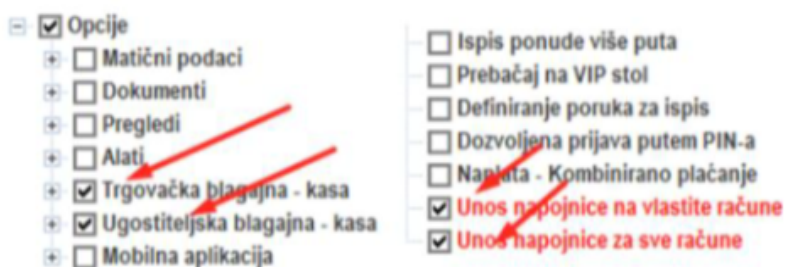 Opcije
Matični podaci
Dokumenti
Pregledi
Alati
Trgovačka blagajna - kasa
Ugostiteljska blagajna - kasa
Mobilna aplikacija
Ispis ponude više puta
Prebačaj na VIP stol
Definiranje poruka za ispis
Dozvoljena prijava putem PIN-a
Naplata - Kombinirano plaćanje
Unos napojnice na vlastite račune
Unos napojnice za sve račune